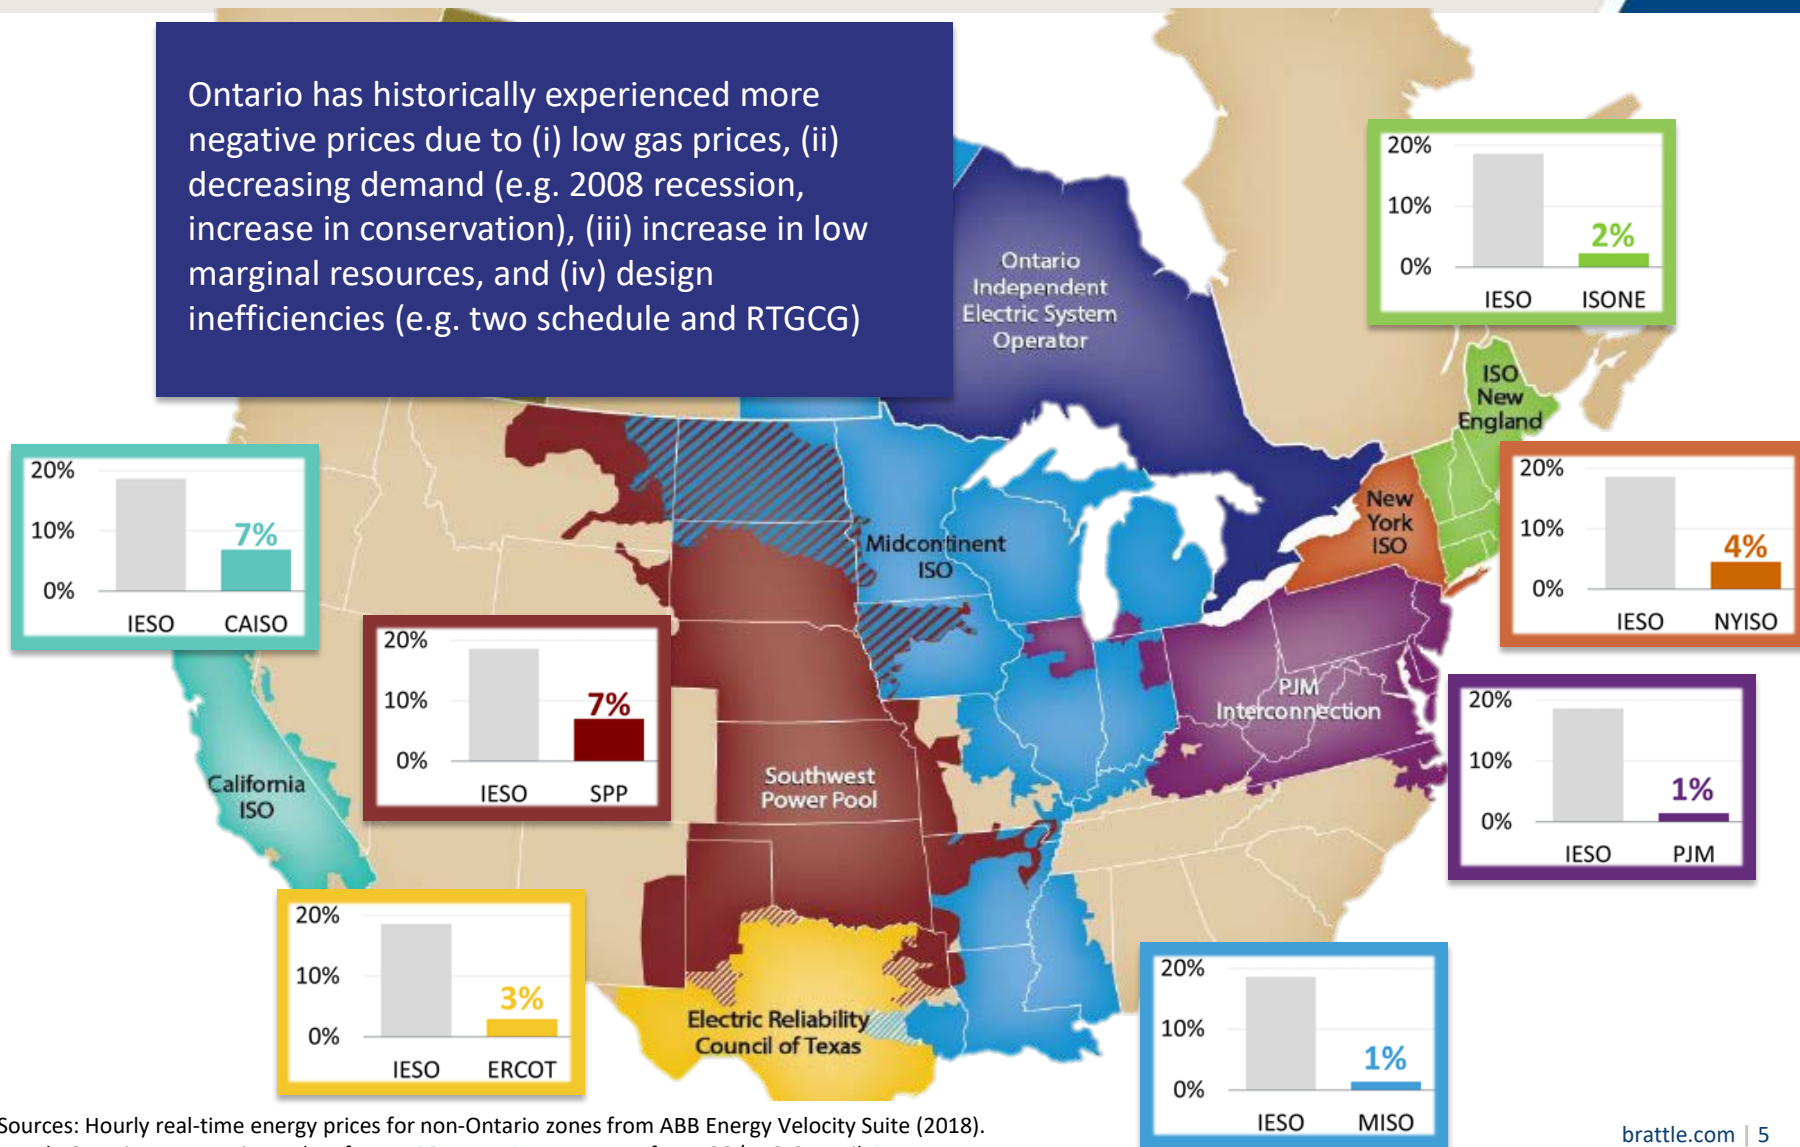 Ontario has historically experienced more
negative prices due to (i) low gas prices, (ii)
decreasing demand (e.g. 2008 recession,
increase in conservation), (iii) increase in low
marginal resources, and (iv) design
inefficiencies (e.g. two schedule and RTGCG)
Ontario
Independent
Electric System
Operator
20%
10%
0%
2%
IESO ISONE
ISO
New
England
20%
10%
0%
7%
IESO CAISO
Midcontinent
ISO
New
York
ISO
20%
10%
0%
4%
IESO NYISO
20%
10%
0%
7%
IESO SPP
California
ISO
Southwest
Power Pool
PJM
Interconnection
20%
10%
0%
1%
IESO PJM
20%
10%
0%
3%
IESO ERCOT
Electric Reliability
Council of Texas
20%
10%
0%
1%
IESO MISO
Sources: Hourly real-time energy prices for non-Ontario zones from ABB Energy Velocity Suite (2018).
brattle.com | 5